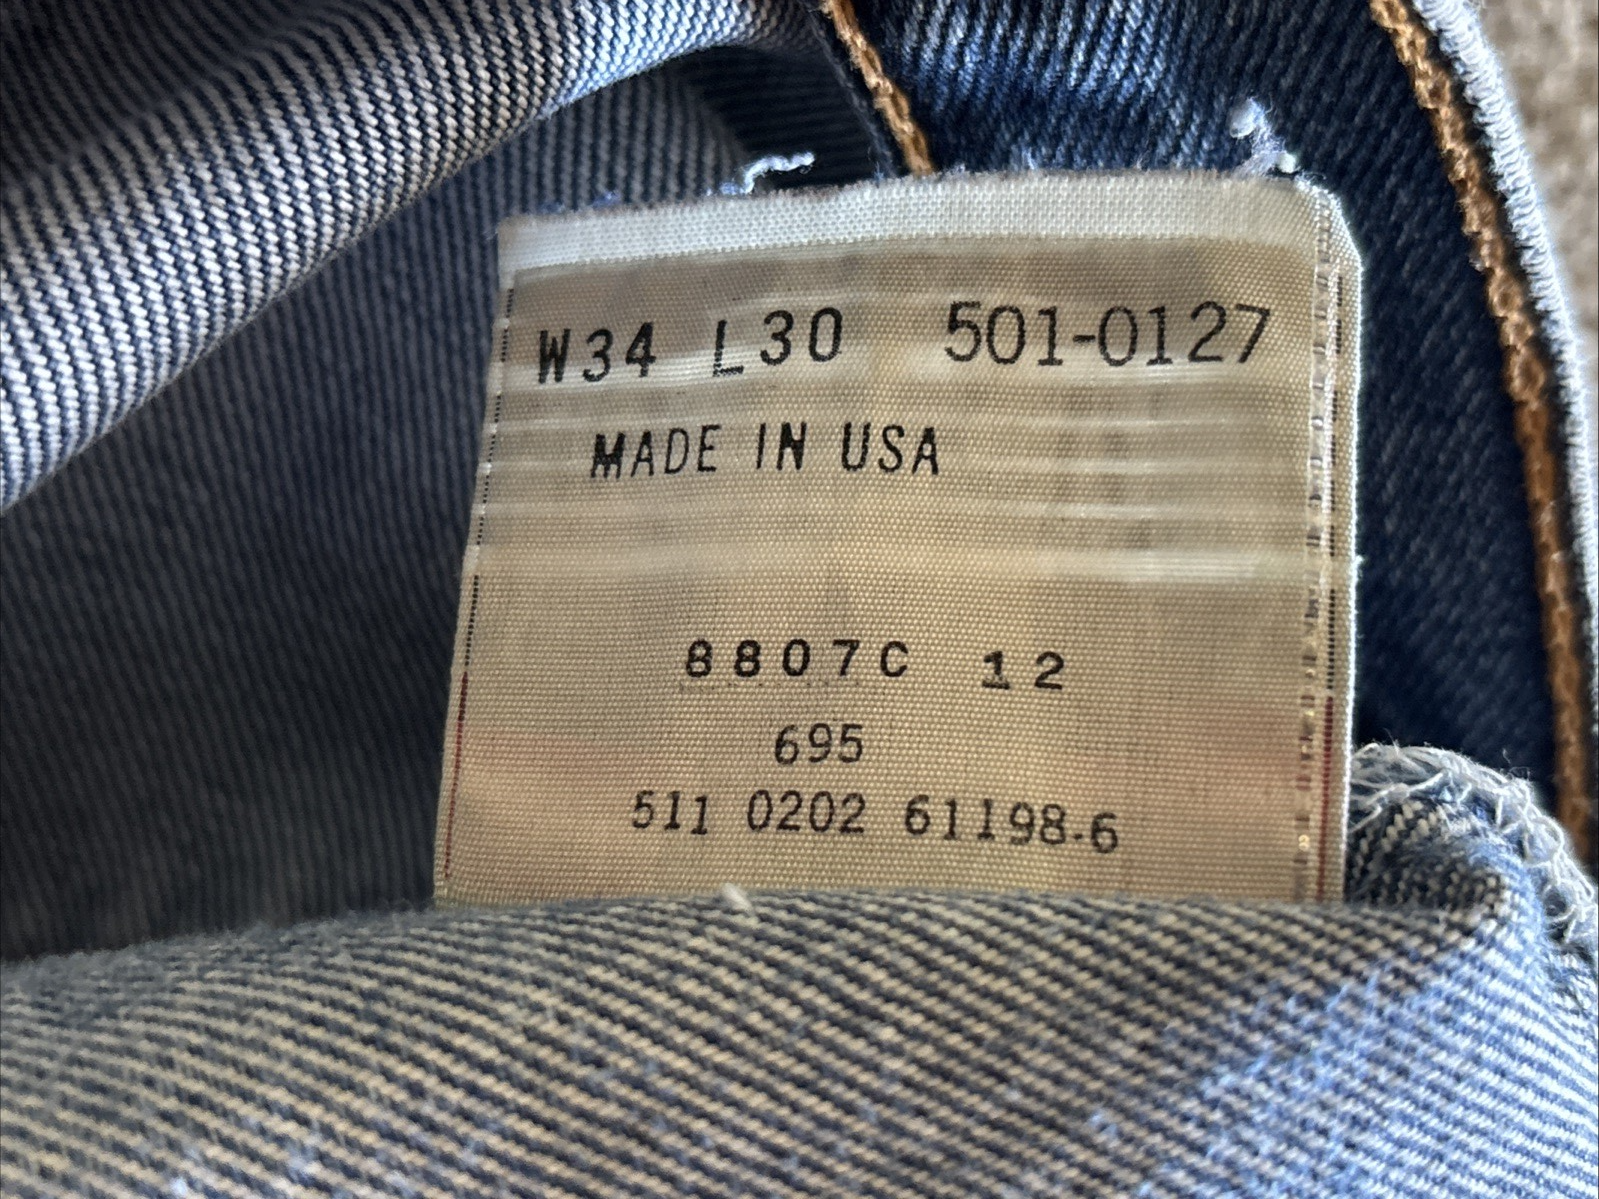 W34 L30 501-0127
MADE IN USA
8807C 12
695
511 0202 61198-6